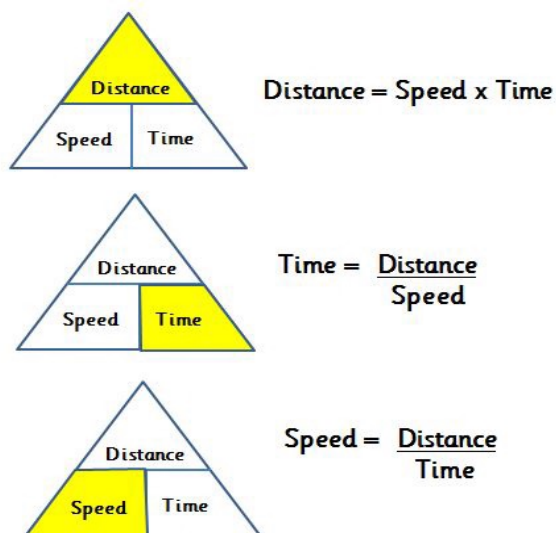 Distance
Speed Time
Distance = Speed x Time
Distance
Speed Time
Time = Distance
Speed
Distance
Speed Time
Speed = Distance
Time